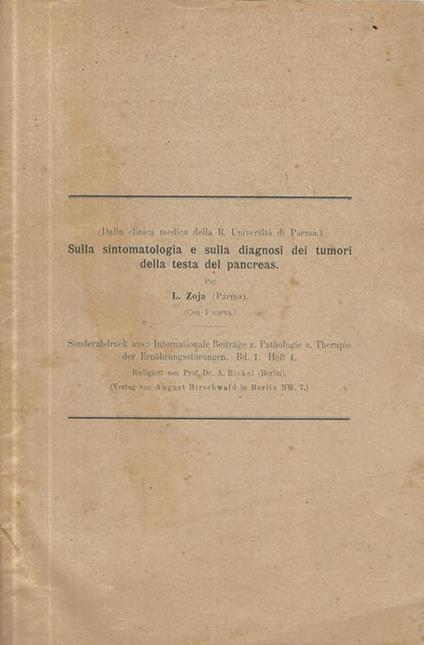 (Dalla clinica medica della R. Università di Parma.)
Sulla sintomatologia e sulla diagnosi dei tumori
della testa del pancreas.
Per
L. Zoja (Parma).
(Con 1 curva.)
Sonderabdruck aus: Internationale Beiträge z. Pathologie u. Therapie
der Ernährungsstörungen. Bd. 1. Heft 4.
Redigiert von Prof. Dr. A. Bickel (Berlin).
(Verlag von August Hirschwald in Berlin NW. 7.)